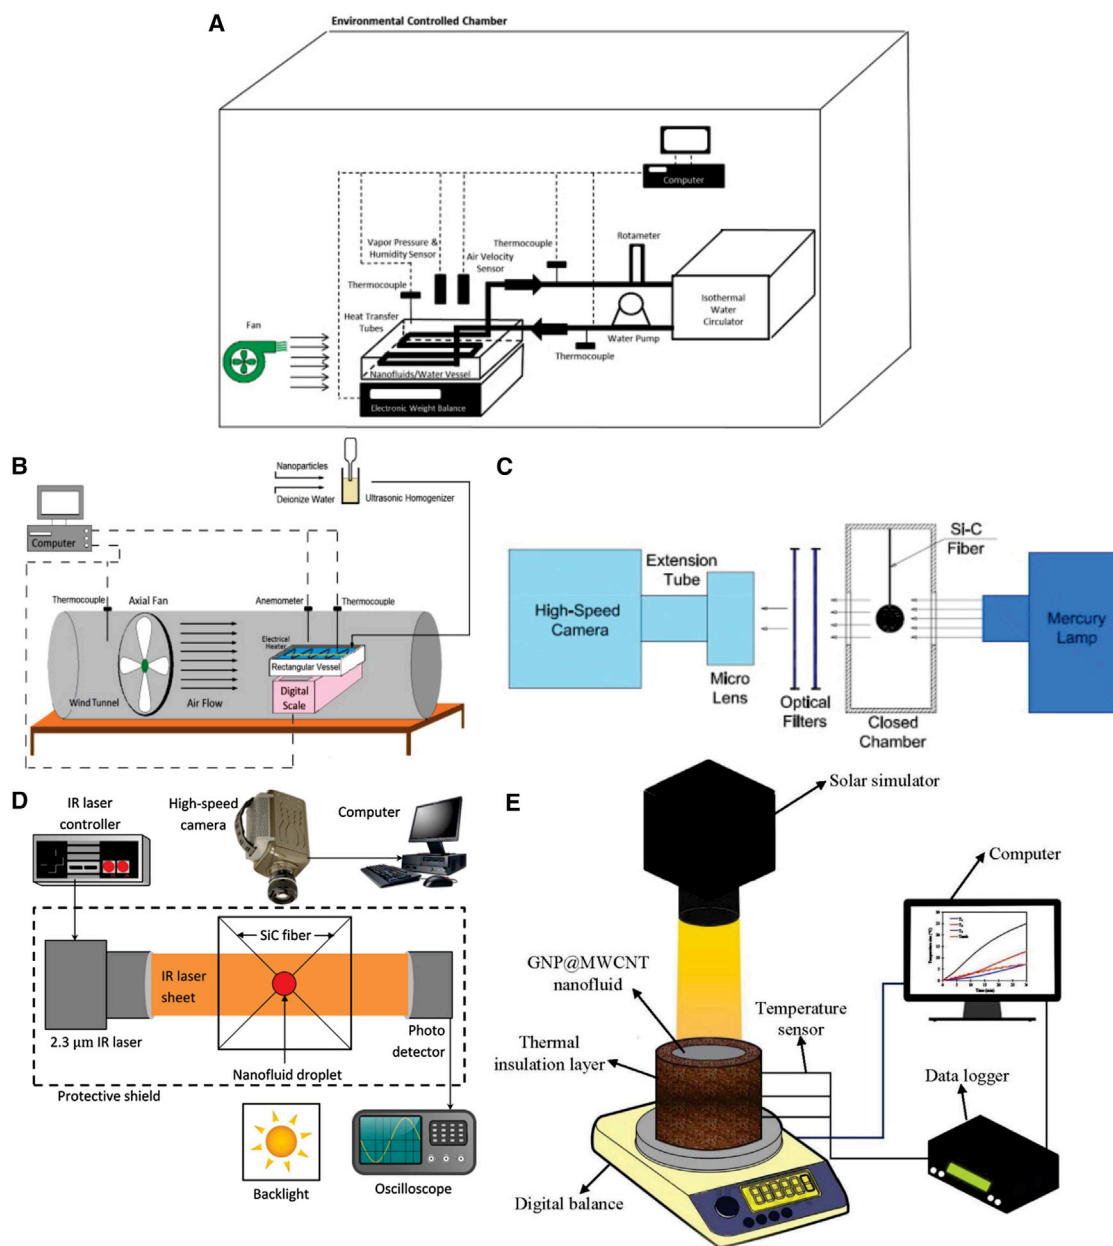 A
Environmental Controlled Chamber
Computer
Vapor Pressure &
Humidity Sensor
Air Velocity
Sensor
Thermocouple
Rotameter
Thermocouple
Isothermal
Water
Circulator
Heat Transfer
Tubes
Fan
Water Pump
Thermocouple
Nanofluids/Water Vessel
Electronic Weight Balance
B
Nanoparticles
Deionize Water
Ultrasonic Homogenizer
Computer
Thermocouple
Axial Fan
Anemometer
Thermocouple
Electrical
Heater
Rectangular Vessel
Digital
Scale
Wind Tunnel
Air Flow
C
Si-C
Fiber
Extension
Tube
High-Speed
Camera
Mercury
Lamp
Micro
Lens
Optical
Filters
Closed
Chamber
D
IR laser
controller
High-speed
camera
Computer
SiC fiber
IR laser
sheet
2.3 μm IR laser
Photo
detector
Nanofluid droplet
Protective shield
Backlight
Oscilloscope
E
Solar simulator
Computer
Temperature rise (°C)
Time (min)
GNP@MWCNT
nanofluid
Temperature
sensor
Thermal
insulation layer
Data logger
Digital balance